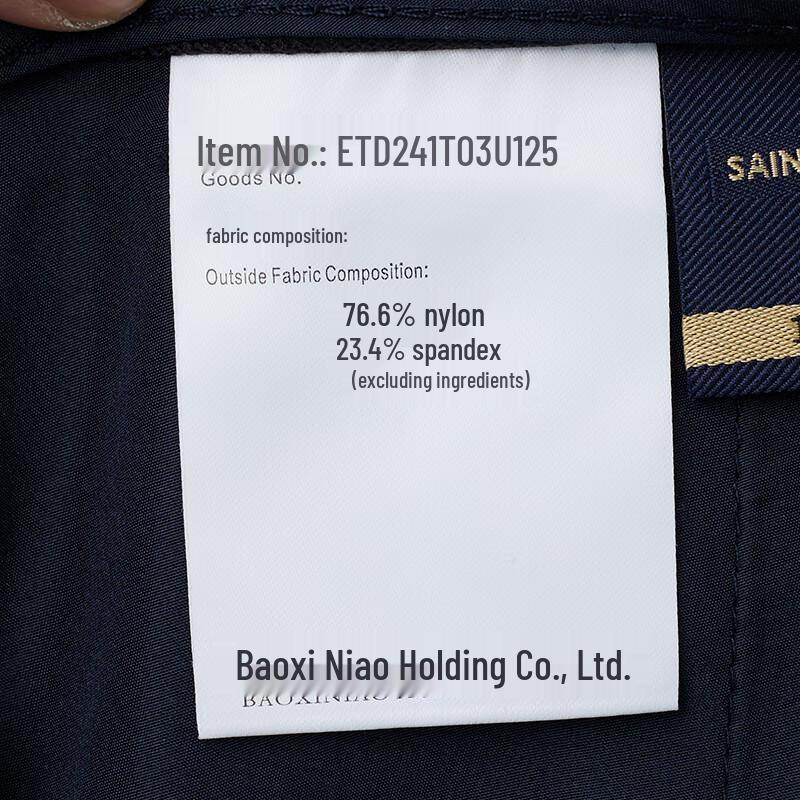 Item No.: ETD241T03U125
Goods No.
fabric composition:
Outside Fabric Composition:
76.6% nylon
23.4% spandex
(excluding ingredients)
Baoxi Niao Holding Co., Ltd.
BAOXINIAO
SAIN